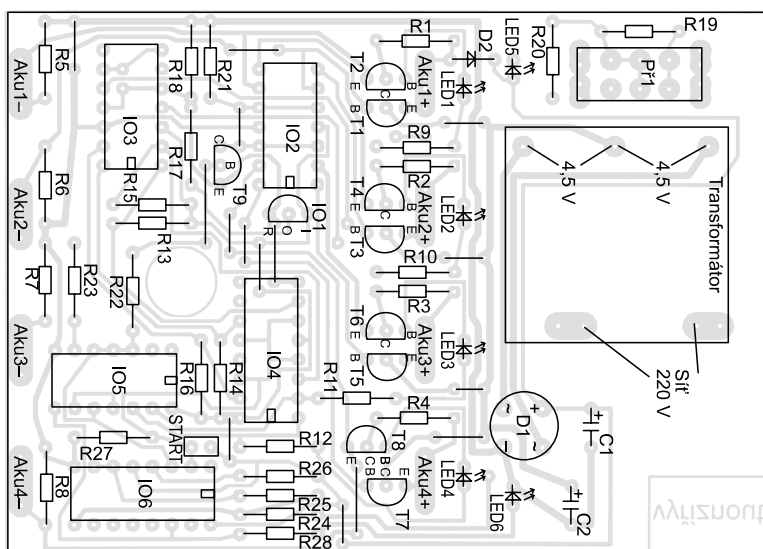 R1
D2
LED5
R20
R19
Př1
R5
Aku1–
R18
R21
IO3
IO2
T2
E
B
C
B
E
C
T1
Aku1+
LED1
R17
C
B
E
T9
R9
R2
R6
Aku2–
R15
R13
IO1
R
O
I
T4
E
B
C
B
E
C
T3
Aku2+
LED2
4,5 V
4,5 V
Transformátor
R7
R23
R22
R10
R3
IO4
T6
E
B
C
B
E
C
T5
Aku3+
LED3
Aku3–
IO5
R16
R14
R11
Síť
220 V
R4
+
~
D1
~
–
+
C1
START
R27
R12
T8
E
C
B
B
C
E
T7
Aku4+
LED4
LED6
+
C2
Aku4–
R8
IO6
R26
R25
R24
R28
vyříznout